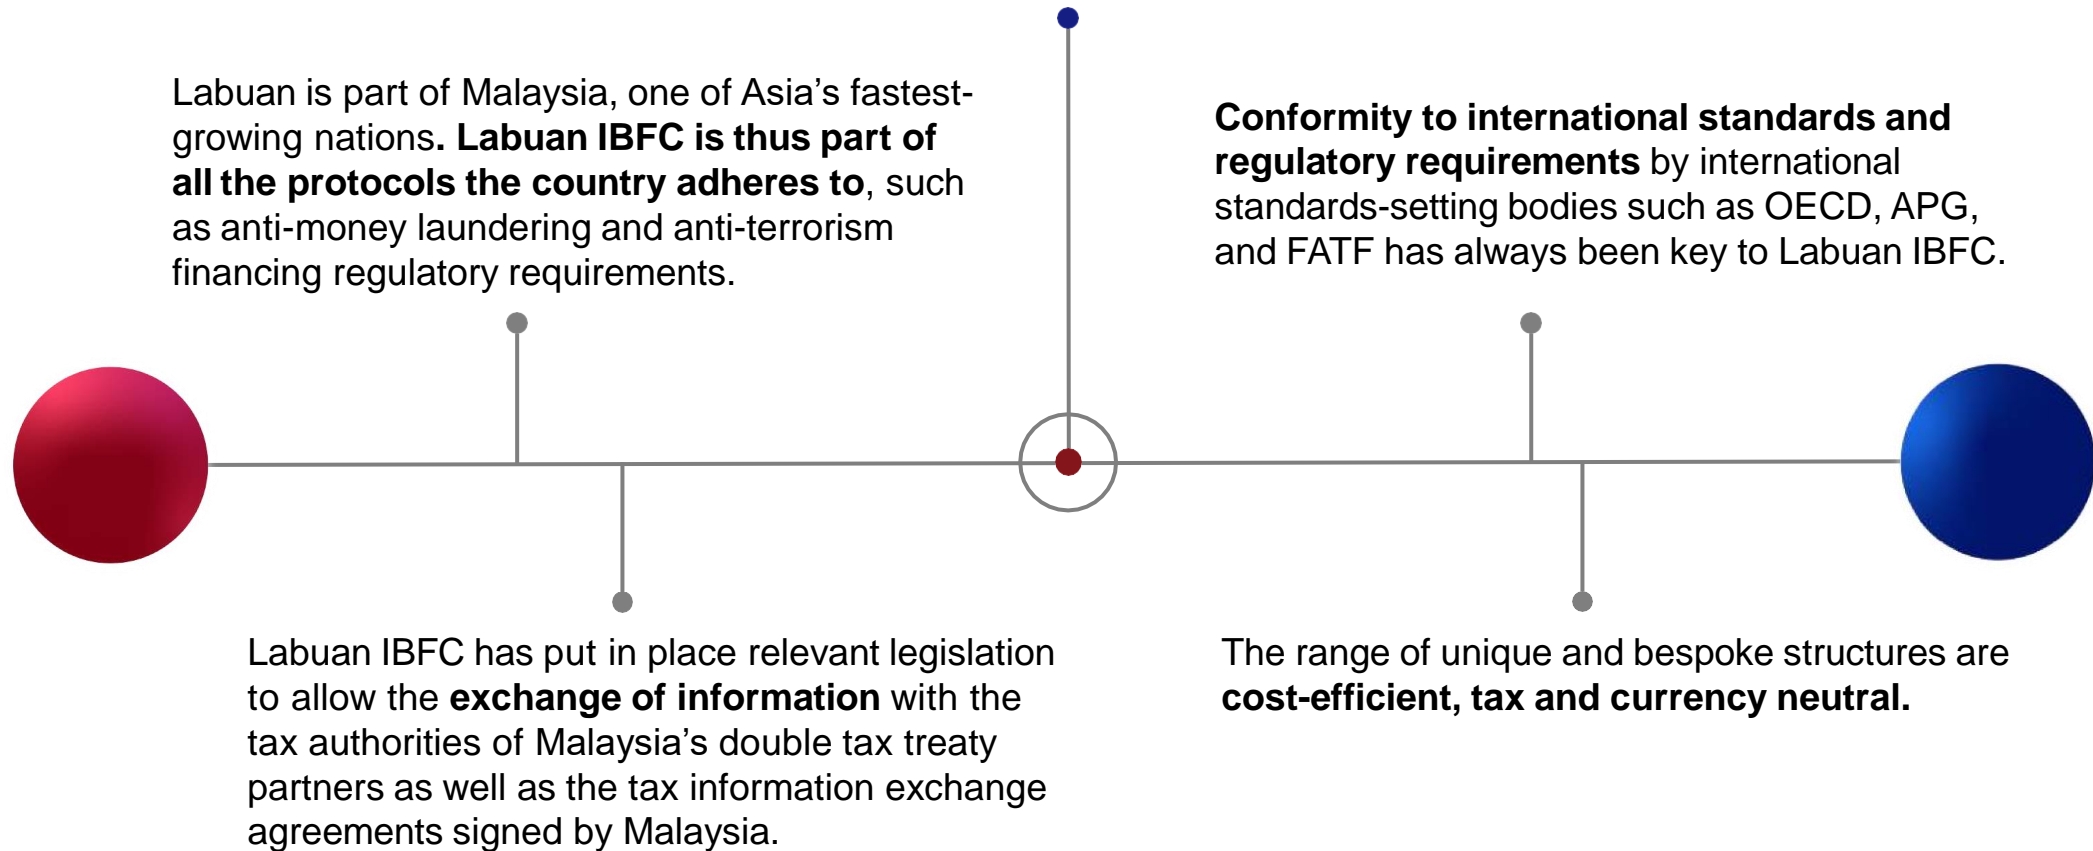 Labuan is part of Malaysia, one of Asia’s fastest-
growing nations. Labuan IBFC is thus part of
all the protocols the country adheres to, such
as anti-money laundering and anti-terrorism
financing regulatory requirements.
Conformity to international standards and
regulatory requirements by international
standards-setting bodies such as OECD, APG,
and FATF has always been key to Labuan IBFC.
Labuan IBFC has put in place relevant legislation
to allow the exchange of information with the
tax authorities of Malaysia’s double tax treaty
partners as well as the tax information exchange
agreements signed by Malaysia.
The range of unique and bespoke structures are
cost-efficient, tax and currency neutral.